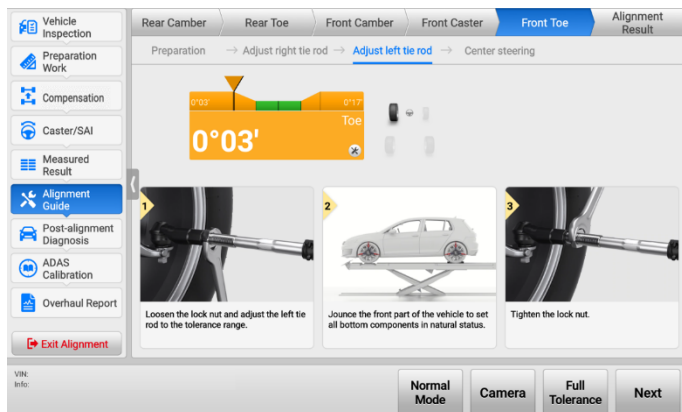 Vehicle
Inspection
Preparation
Work
Compensation
Caster/SAI
Measured
Result
Alignment
Guide
Post-alignment
Diagnosis
ADAS
Calibration
Overhaul Report
Exit Alignment
Rear Camber
Rear Toe
Front Camber
Front Caster
Front Toe
Alignment
Result
Preparation → Adjust right tie rod → Adjust left tie rod → Center steering
0°03'
0°17'
Toe
0°03'
1
Loosen the lock nut and adjust the left tie
rod to the tolerance range.
2
Jounce the front part of the vehicle to set
all bottom components in natural status.
3
Tighten the lock nut.
VIN:
Info:
Normal
Mode
Camera
Full
Tolerance
Next